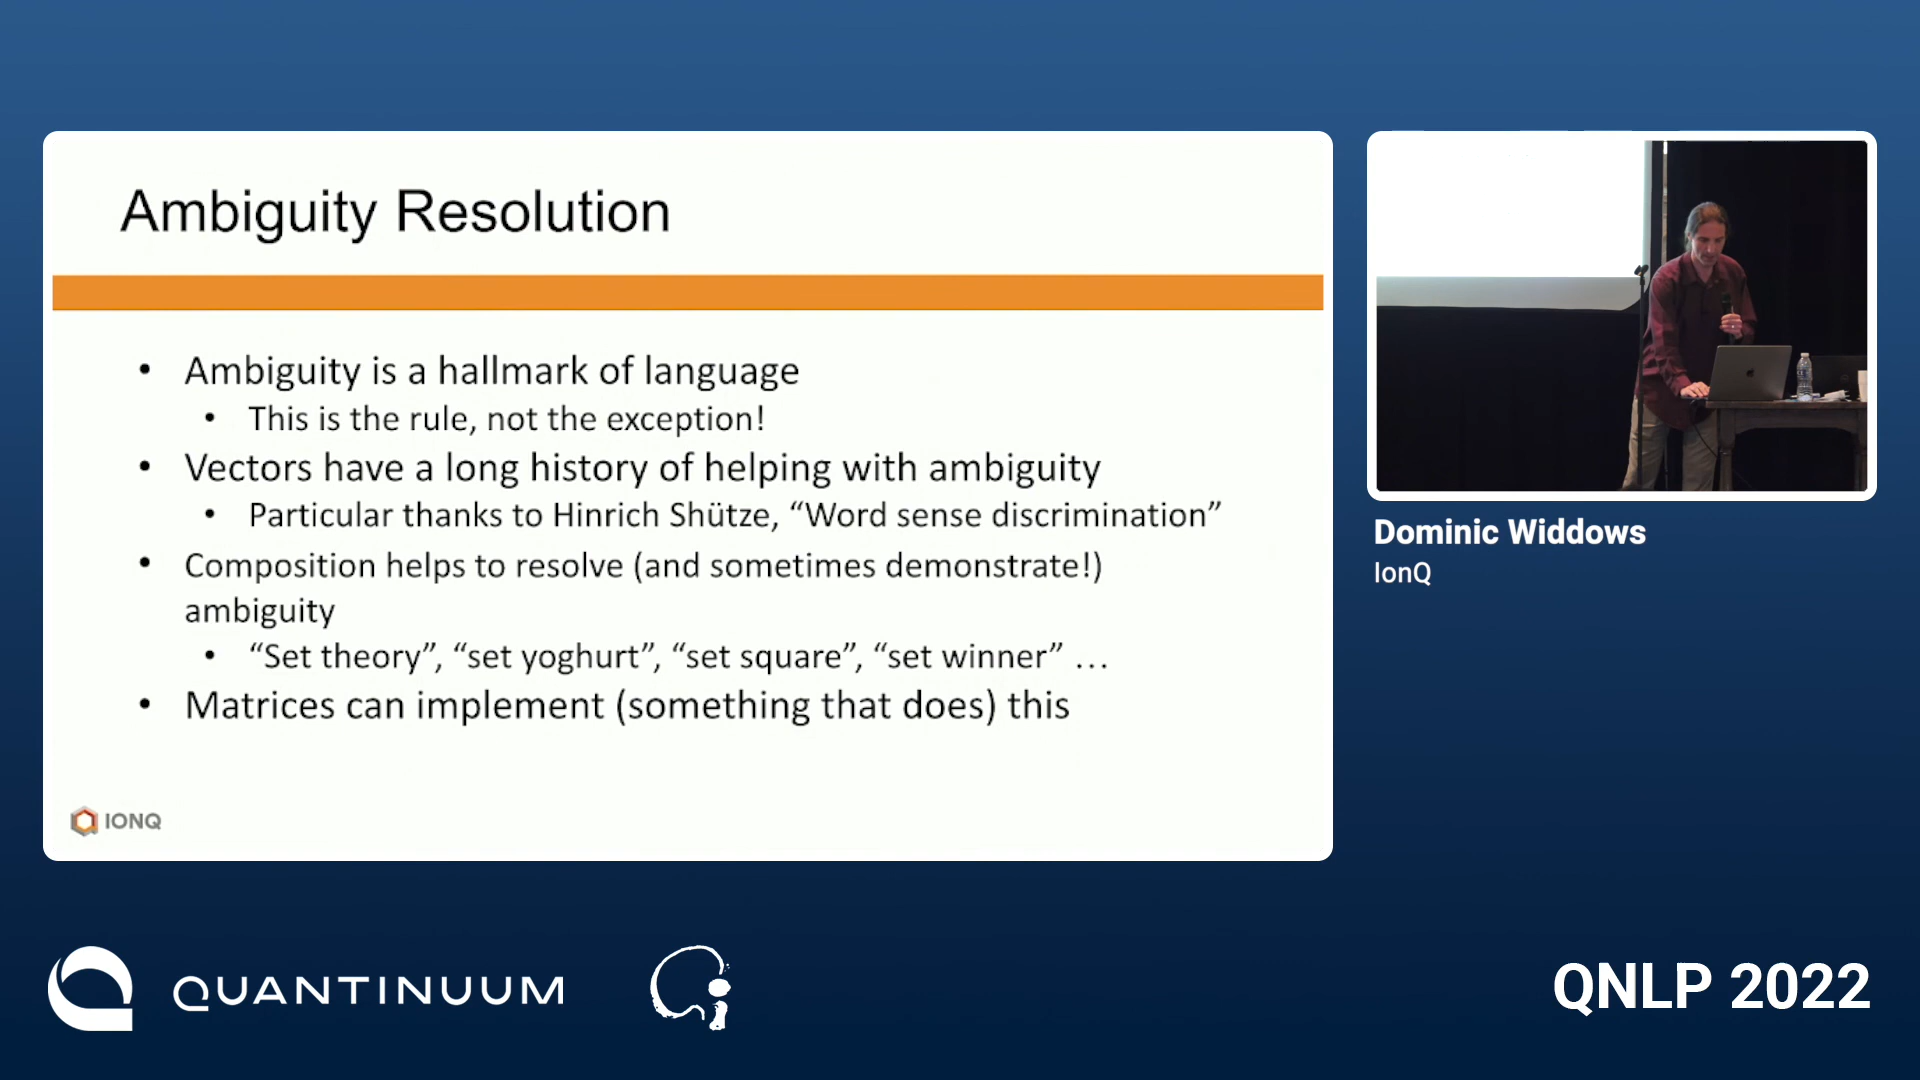 Ambiguity Resolution
• Ambiguity is a hallmark of language
• This is the rule, not the exception!
• Vectors have a long history of helping with ambiguity
• Particular thanks to Hinrich Shütze, “Word sense discrimination”
• Composition helps to resolve (and sometimes demonstrate!)
ambiguity
• “Set theory”, “set yoghurt”, “set square”, “set winner” …
• Matrices can implement (something that does) this
IONQ
Dominic Widdows
IonQ
QUANTINUUM
QNLP 2022